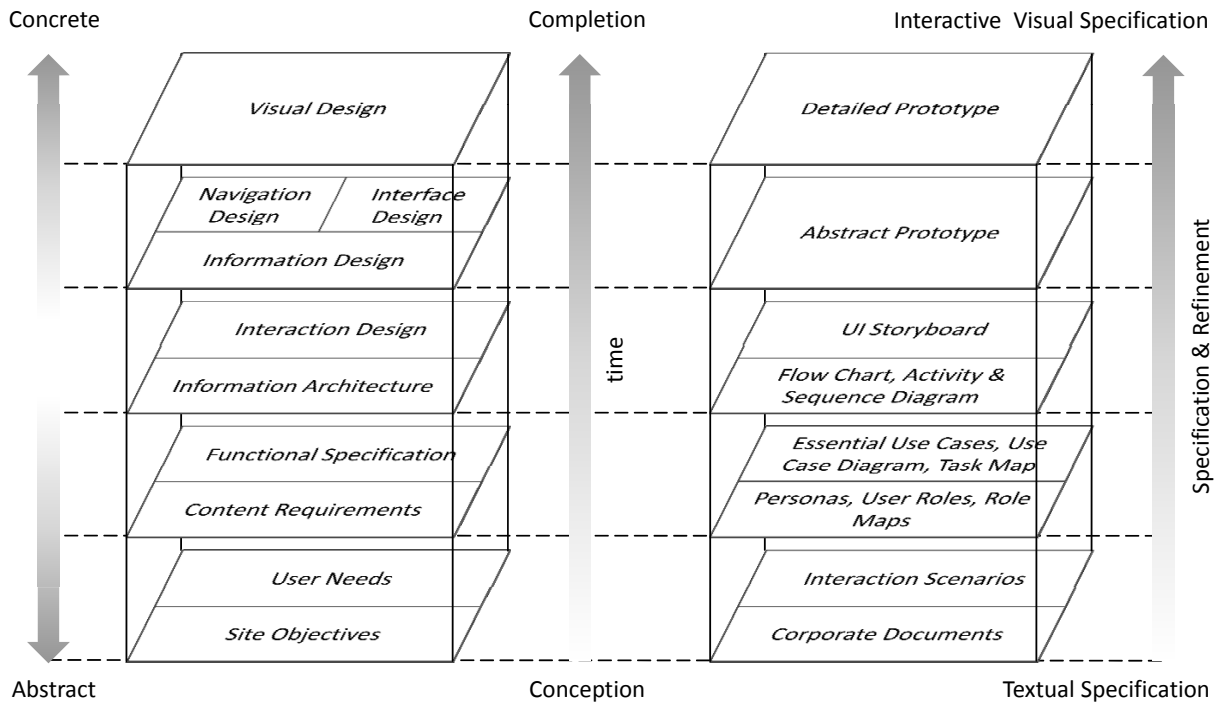 Concrete
Completion
Interactive Visual Specification
Visual Design
Detailed Prototype
Navigation
Design
Interface
Design
Information Design
Abstract Prototype
Interaction Design
Information Architecture
time
UI Storyboard
Flow Chart, Activity &
Sequence Diagram
Specification & Refinement
Functional Specification
Content Requirements
Essential Use Cases, Use
Case Diagram, Task Map
Personas, User Roles, Role
Maps
User Needs
Site Objectives
Interaction Scenarios
Corporate Documents
Abstract
Conception
Textual Specification